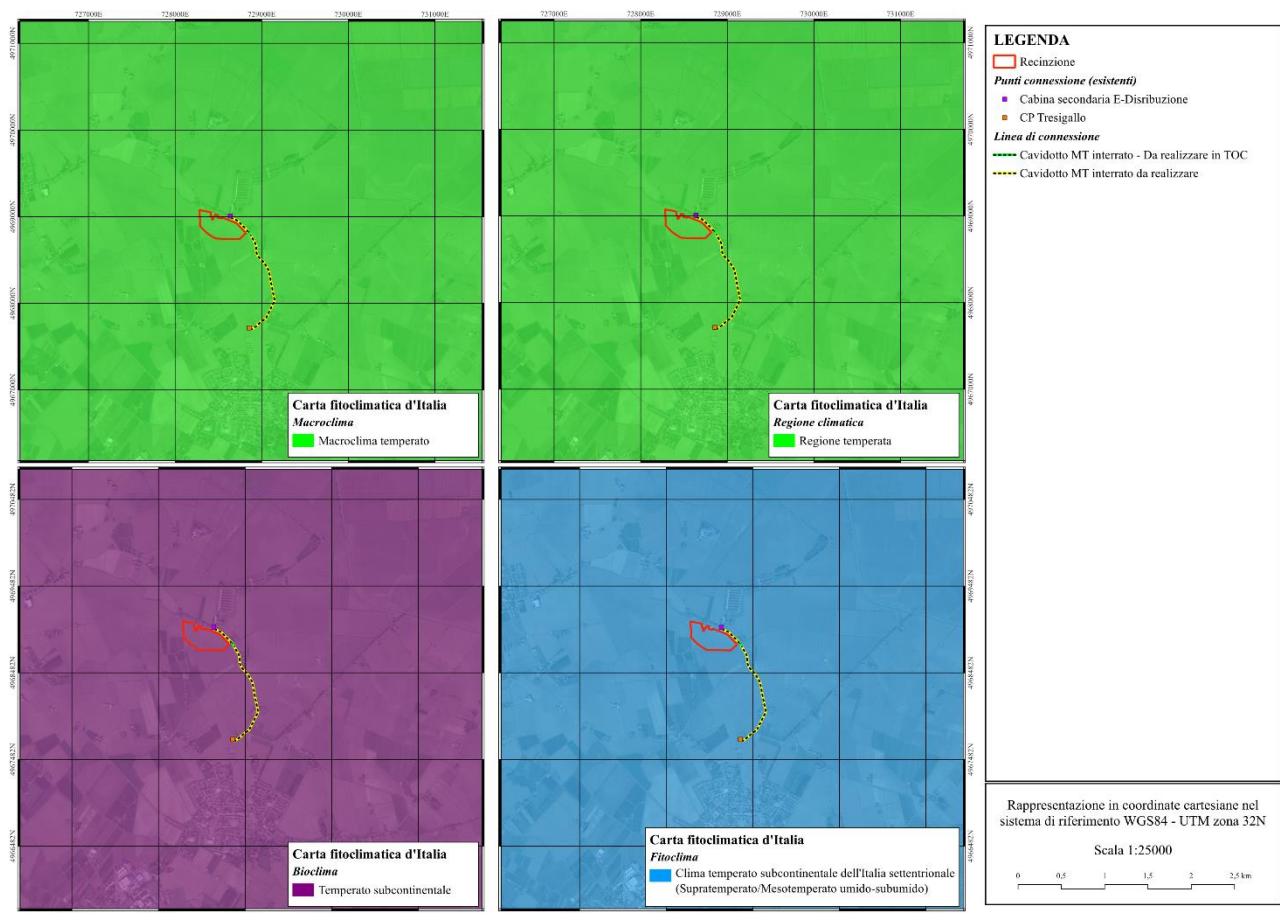 727000E 728000E 729000E 730000E 731000E
727000E 728000E 729000E 730000E 731000E
4971000N
4970000N
4969000N
4968000N
4967000N
Carta fitoclimatica d'Italia
Macroclima
Macroclima temperato
4971000N
4970000N
4969000N
4968000N
4967000N
Carta fitoclimatica d'Italia
Regione climatica
Regione temperata
4970482N
4969482N
4968482N
4967482N
4966482N
Carta fitoclimatica d'Italia
Bioclima
Temperato subcontinentale
4970482N
4969482N
4968482N
4967482N
4966482N
Carta fitoclimatica d'Italia
Fitoclima
Clima temperato subcontinentale dell'Italia settentrionale
(Supratemperato/Mesotemperato umido-subumido)
LEGENDA
Recinzione
Punti connessione (esistenti)
Cabina secondaria E-Disribuzione
CP Tresigallo
Linea di connessione
Cavidotto MT interrato - Da realizzare in TOC
Cavidotto MT interrato da realizzare
Rappresentazione in coordinate cartesiane nel
sistema di riferimento WGS84 - UTM zona 32N
Scala 1:25000
0 0,5 1 1,5 2 2,5 km